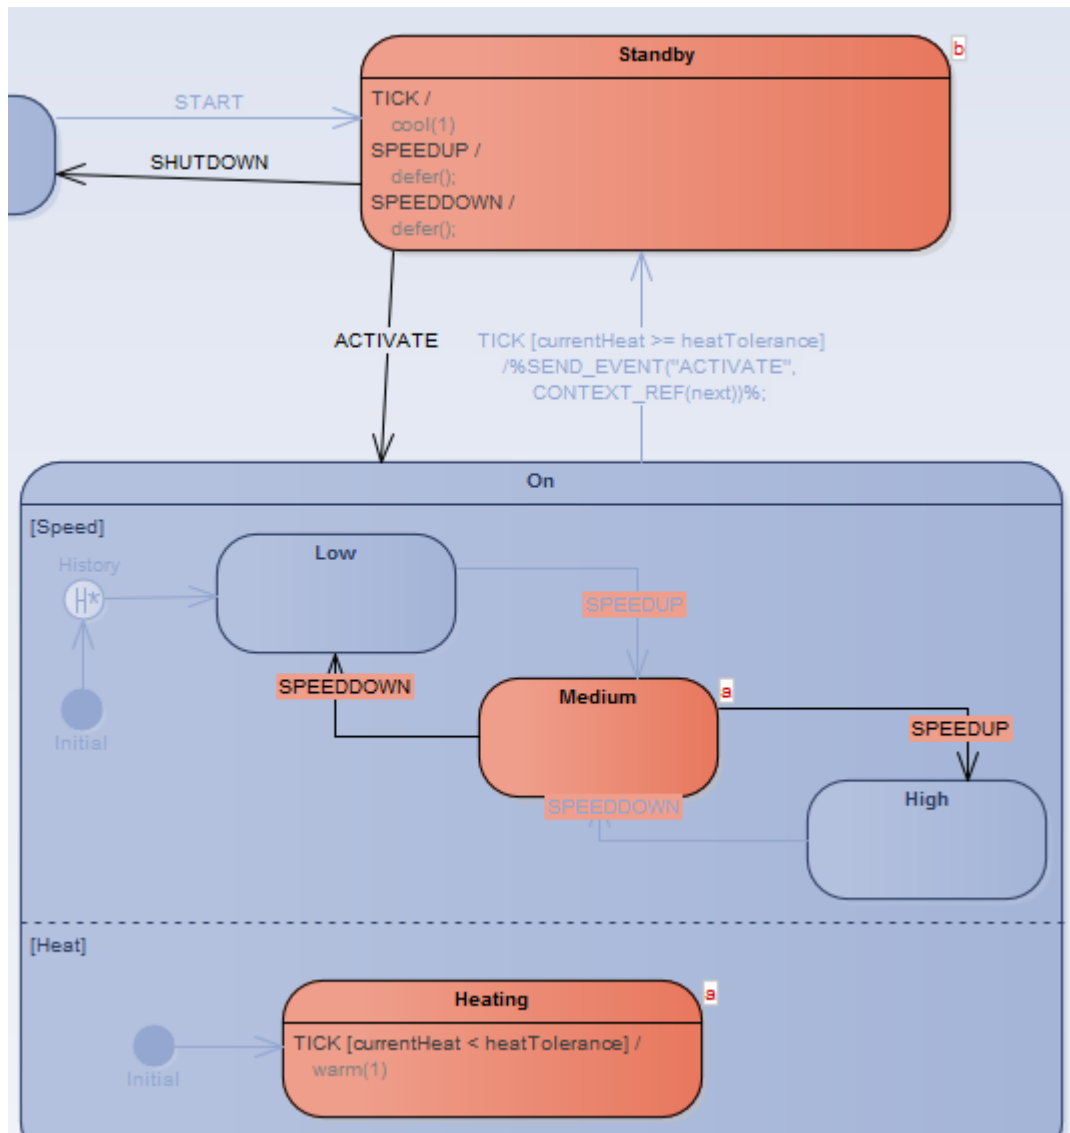 Standby
b
TICK /
cool(1)
SPEEDUP /
defer();
SPEEDDOWN /
defer();
START
SHUTDOWN
ACTIVATE
TICK [currentHeat >= heatTolerance]
/%SEND_EVENT("ACTIVATE",
CONTEXT_REF(next))%;
On
[Speed]
History
H*
Initial
Low
SPEEDUP
SPEEDDOWN
Medium
a
SPEEDUP
SPEEDDOWN
High
[Heat]
Initial
Heating
a
TICK [currentHeat < heatTolerance] /
warm(1)